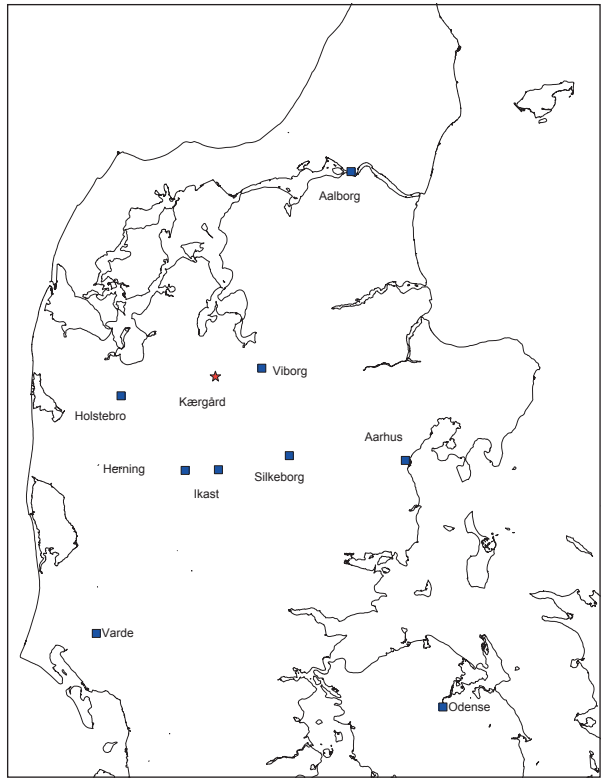 Aalborg
Viborg
Kærgård
Holstebro
Aarhus
Herning
Silkeborg
Ikast
Varde
Odense